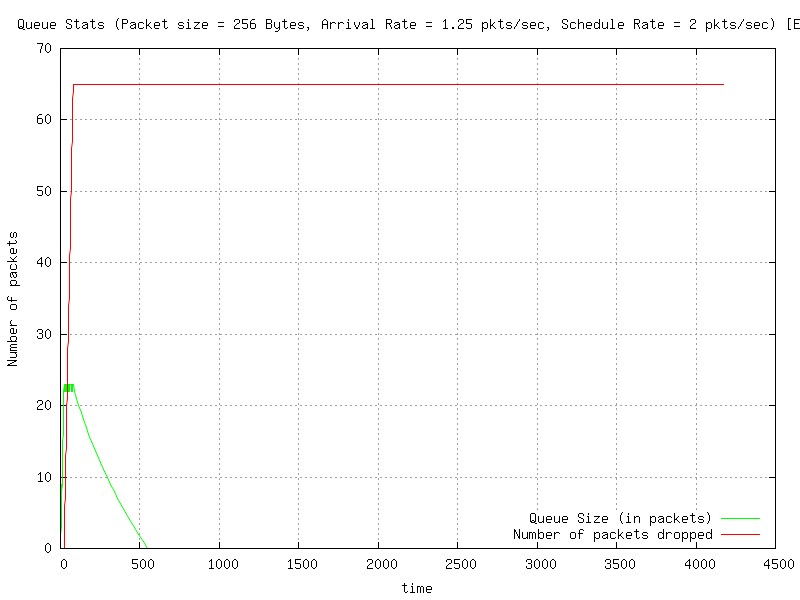 Queue Stats (Packet size = 256 Bytes, Arrival Rate = 1.25 pkts/sec, Schedule Rate = 2 pkts/sec) [E
70
60
50
40
30
20
10
0
Number of packets
Queue Size (in packets)
Number of packets dropped
0 500 1000 1500 2000 2500 3000 3500 4000 4500
time